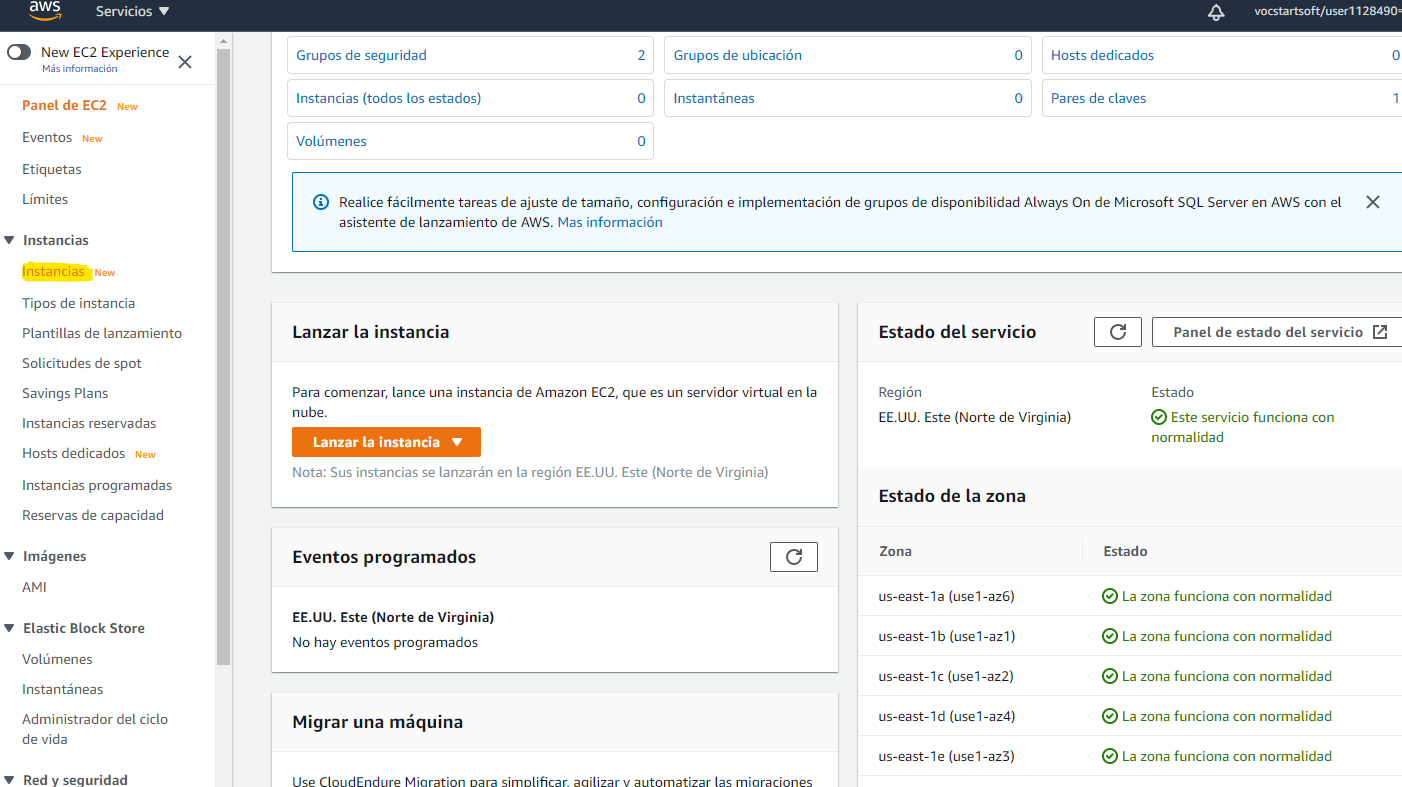 aws
Servicios
vocstartsoft/user1128490=
New EC2 Experience
Más información
Panel de EC2 New
Eventos New
Etiquetas
Límites
Instancias
Instancias New
Tipos de instancia
Plantillas de lanzamiento
Solicitudes de spot
Savings Plans
Instancias reservadas
Hosts dedicados New
Instancias programadas
Reservas de capacidad
Imágenes
AMI
Elastic Block Store
Volúmenes
Instantáneas
Administrador del ciclo
de vida
Red y seguridad
Grupos de seguridad 2
Grupos de ubicación 0
Hosts dedicados 0
Instancias (todos los estados) 0
Instantáneas 0
Pares de claves 1
Volúmenes 0
Realice fácilmente tareas de ajuste de tamaño, configuración e implementación de grupos de disponibilidad Always On de Microsoft SQL Server en AWS con el
asistente de lanzamiento de AWS. Mas información
Lanzar la instancia
Para comenzar, lance una instancia de Amazon EC2, que es un servidor virtual en la
nube.
Lanzar la instancia
Nota: Sus instancias se lanzarán en la región EE.UU. Este (Norte de Virginia)
Eventos programados
EE.UU. Este (Norte de Virginia)
No hay eventos programados
Migrar una máquina
Use CloudEndure Migration para simplificar, agilizar y automatizar las migraciones
Estado del servicio
Panel de estado del servicio
Región
Estado
EE.UU. Este (Norte de Virginia)
Este servicio funciona con
normalidad
Estado de la zona
Zona Estado
us-east-1a (use1-az6) La zona funciona con normalidad
us-east-1b (use1-az1) La zona funciona con normalidad
us-east-1c (use1-az2) La zona funciona con normalidad
us-east-1d (use1-az4) La zona funciona con normalidad
us-east-1e (use1-az3) La zona funciona con normalidad